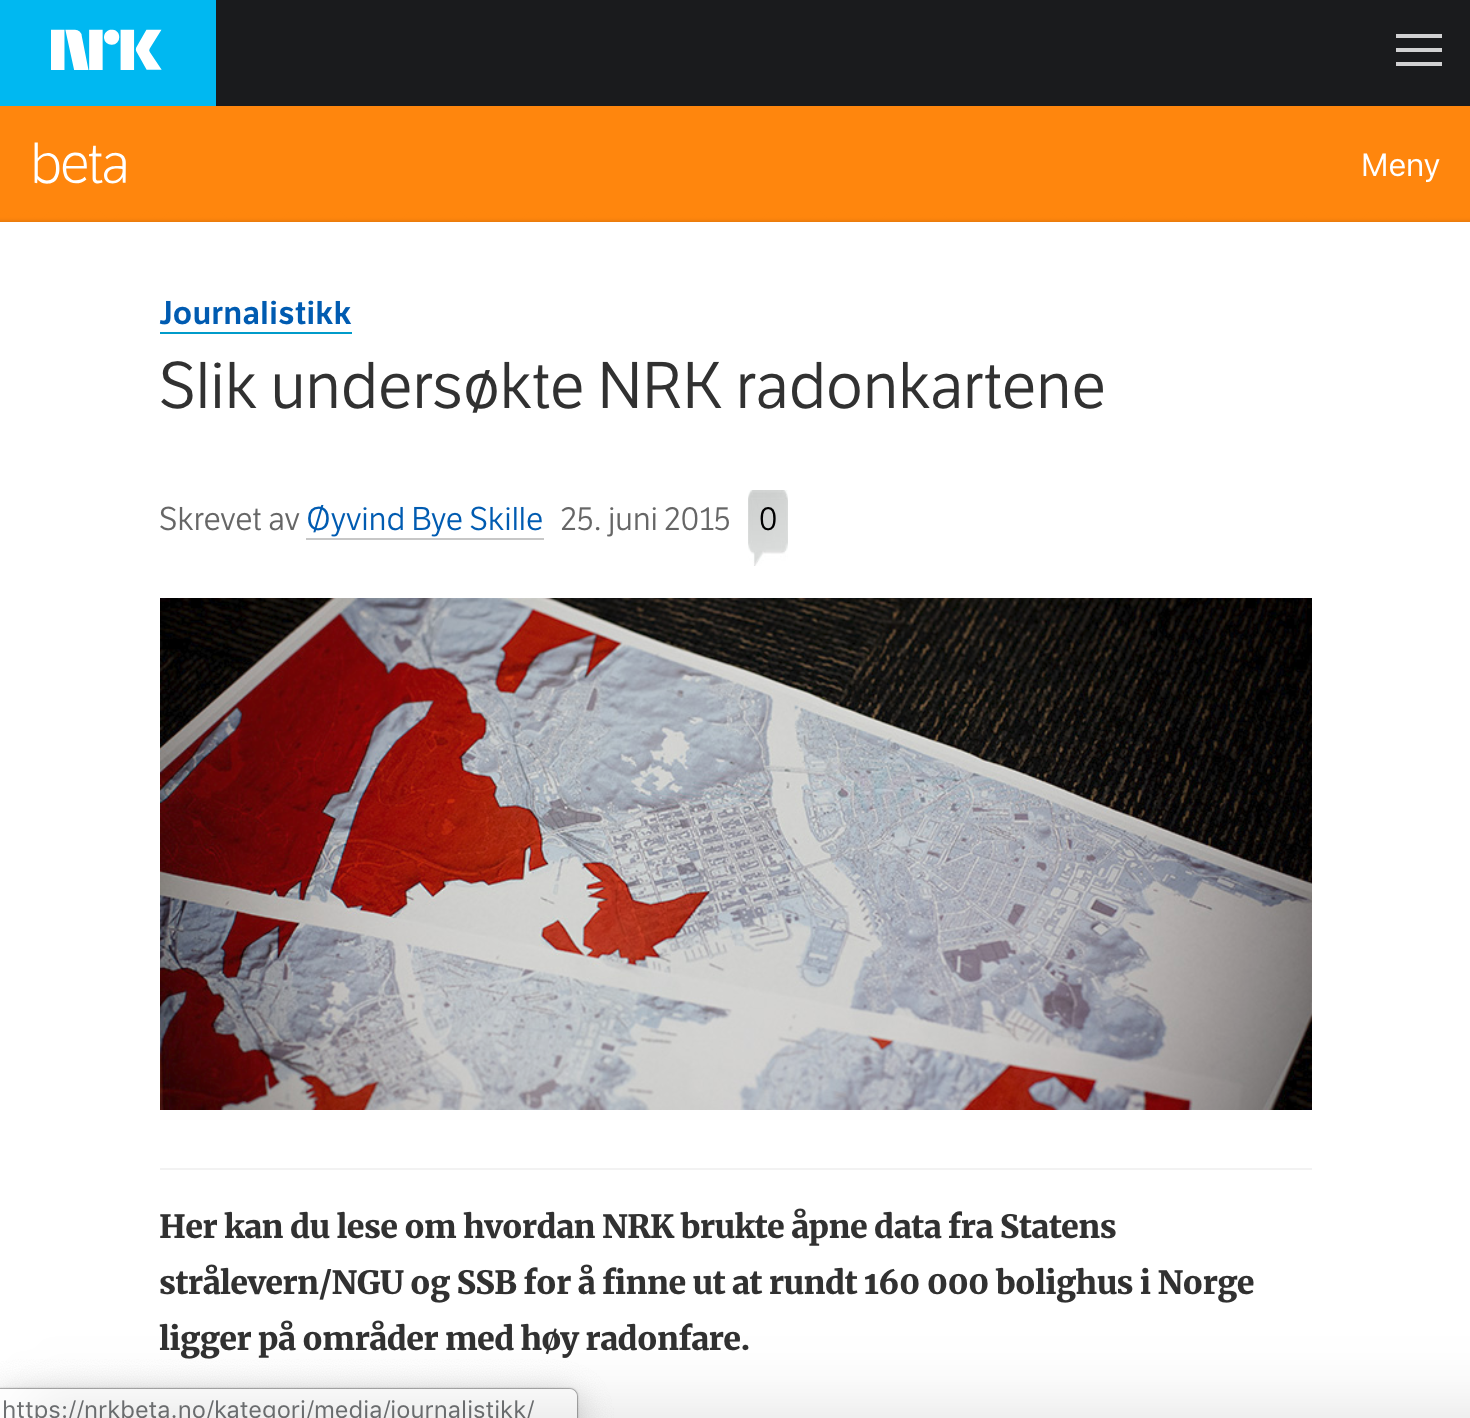 NRK
beta
Meny
Journalistikk
Slik undersøkte NRK radonkartene
Skrevet av Øyvind Bye Skille 25. juni 2015 0
Her kan du lese om hvordan NRK brukte åpne data fra Statens
strålevern/NGU og SSB for å finne ut at rundt 160 000 bolighus i Norge
ligger på områder med høy radonfare.
https://nrkbeta.no/kategori/media/journalistikk/